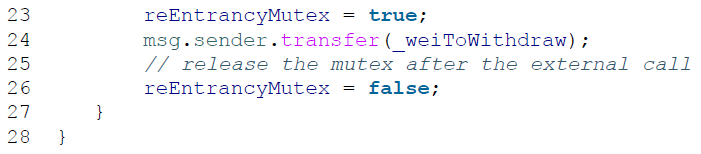 23 reEntrancyMutex = true;
24 msg.sender.transfer(_weiToWithdraw);
25 // release the mutex after the external call
26 reEntrancyMutex = false;
27 }
28 }